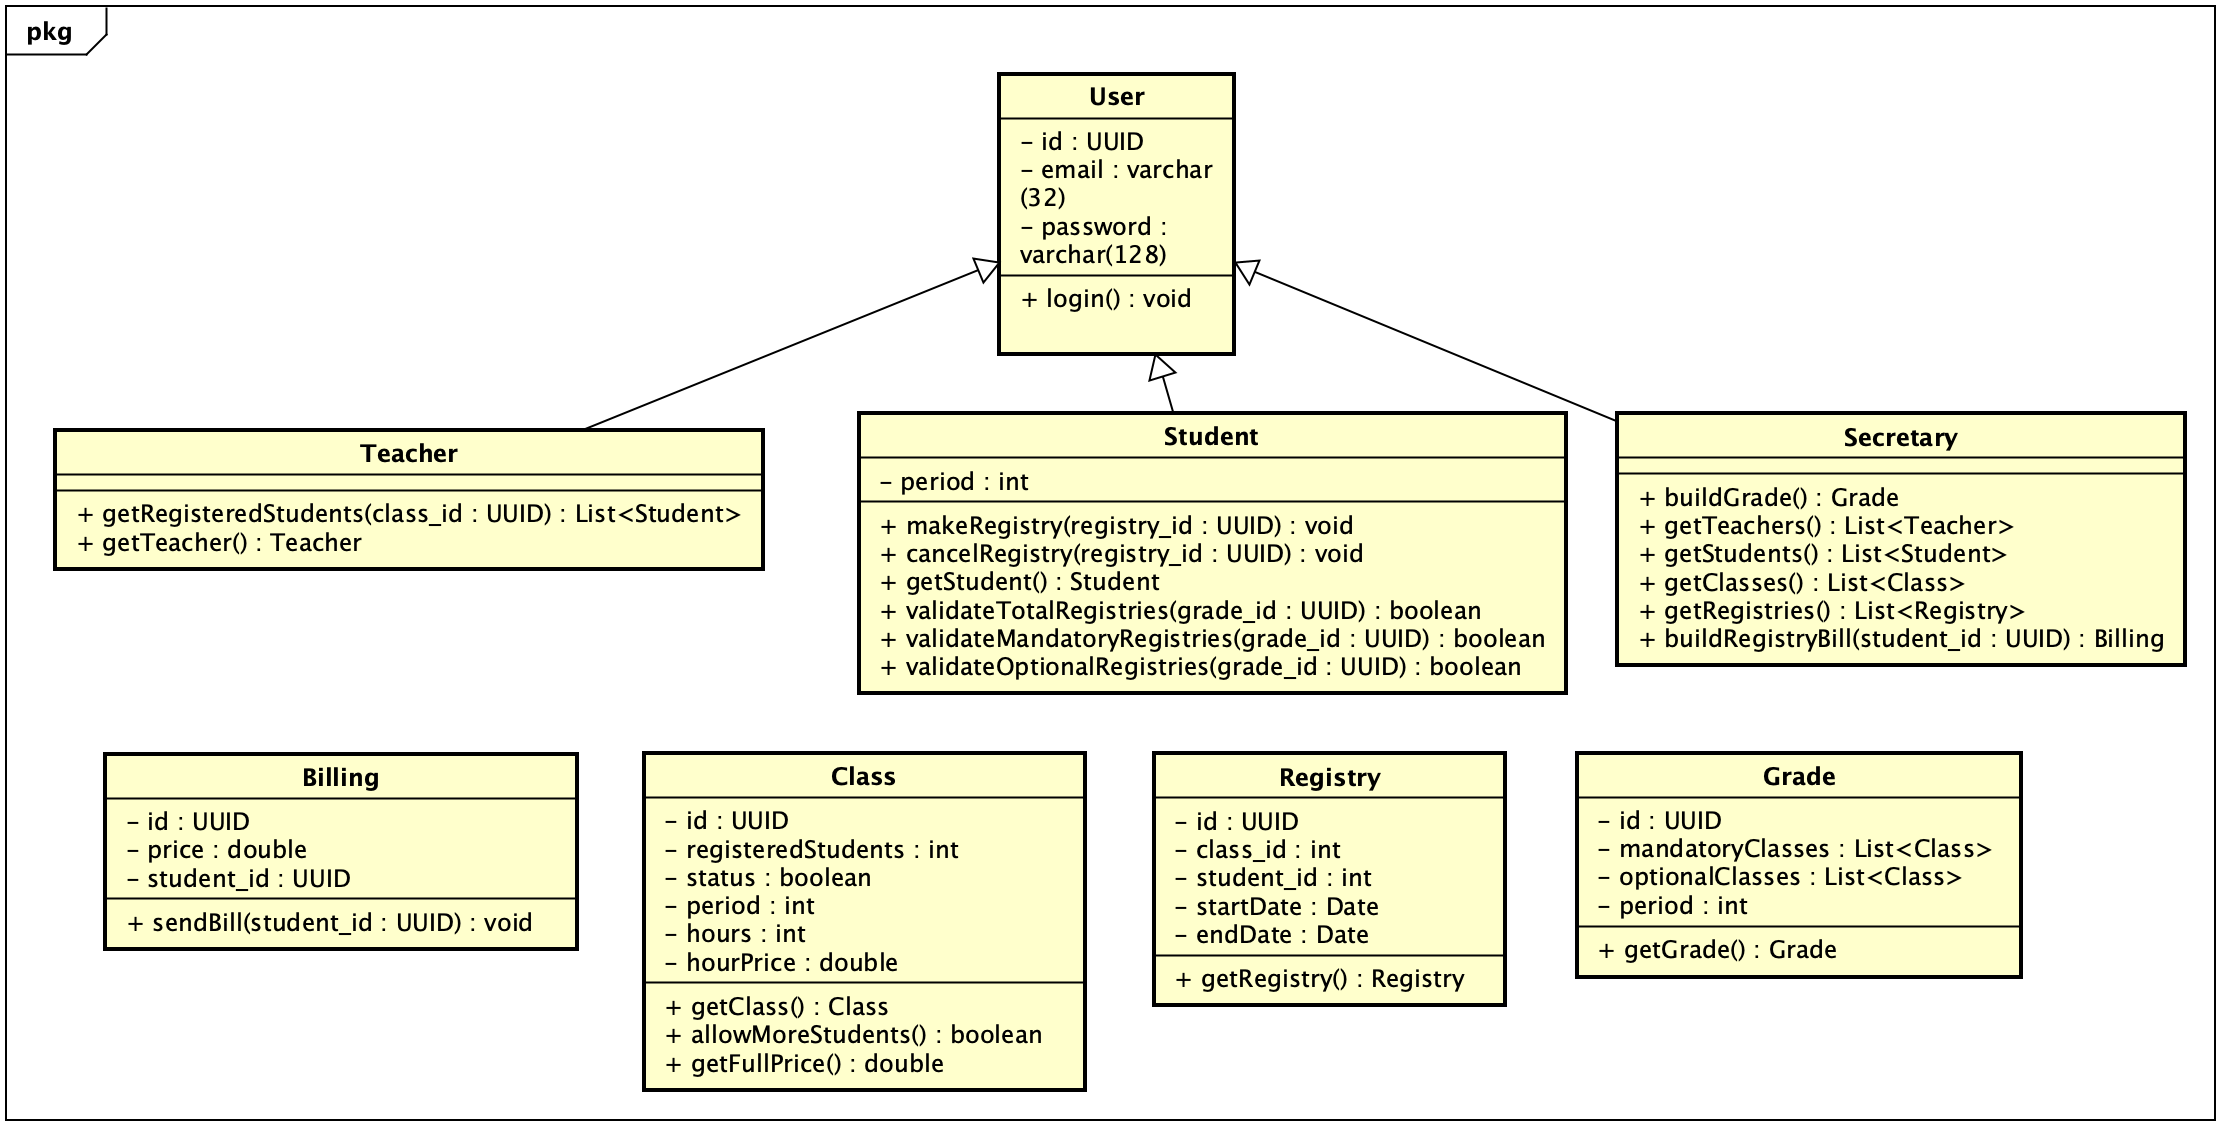 pkg
User
– id : UUID
– email : varchar
(32)
– password :
varchar(128)
+ login() : void
Teacher
+ getRegisteredStudents(class_id : UUID) : List<Student>
+ getTeacher() : Teacher
Student
– period : int
+ makeRegistry(registry_id : UUID) : void
+ cancelRegistry(registry_id : UUID) : void
+ getStudent() : Student
+ validateTotalRegistries(grade_id : UUID) : boolean
+ validateMandatoryRegistries(grade_id : UUID) : boolean
+ validateOptionalRegistries(grade_id : UUID) : boolean
Secretary
+ buildGrade() : Grade
+ getTeachers() : List<Teacher>
+ getStudents() : List<Student>
+ getClasses() : List<Class>
+ getRegistries() : List<Registry>
+ buildRegistryBill(student_id : UUID) : Billing
Billing
– id : UUID
– price : double
– student_id : UUID
+ sendBill(student_id : UUID) : void
Class
– id : UUID
– registeredStudents : int
– status : boolean
– period : int
– hours : int
– hourPrice : double
+ getClass() : Class
+ allowMoreStudents() : boolean
+ getFullPrice() : double
Registry
– id : UUID
– class_id : int
– student_id : int
– startDate : Date
– endDate : Date
+ getRegistry() : Registry
Grade
– id : UUID
– mandatoryClasses : List<Class>
– optionalClasses : List<Class>
– period : int
+ getGrade() : Grade